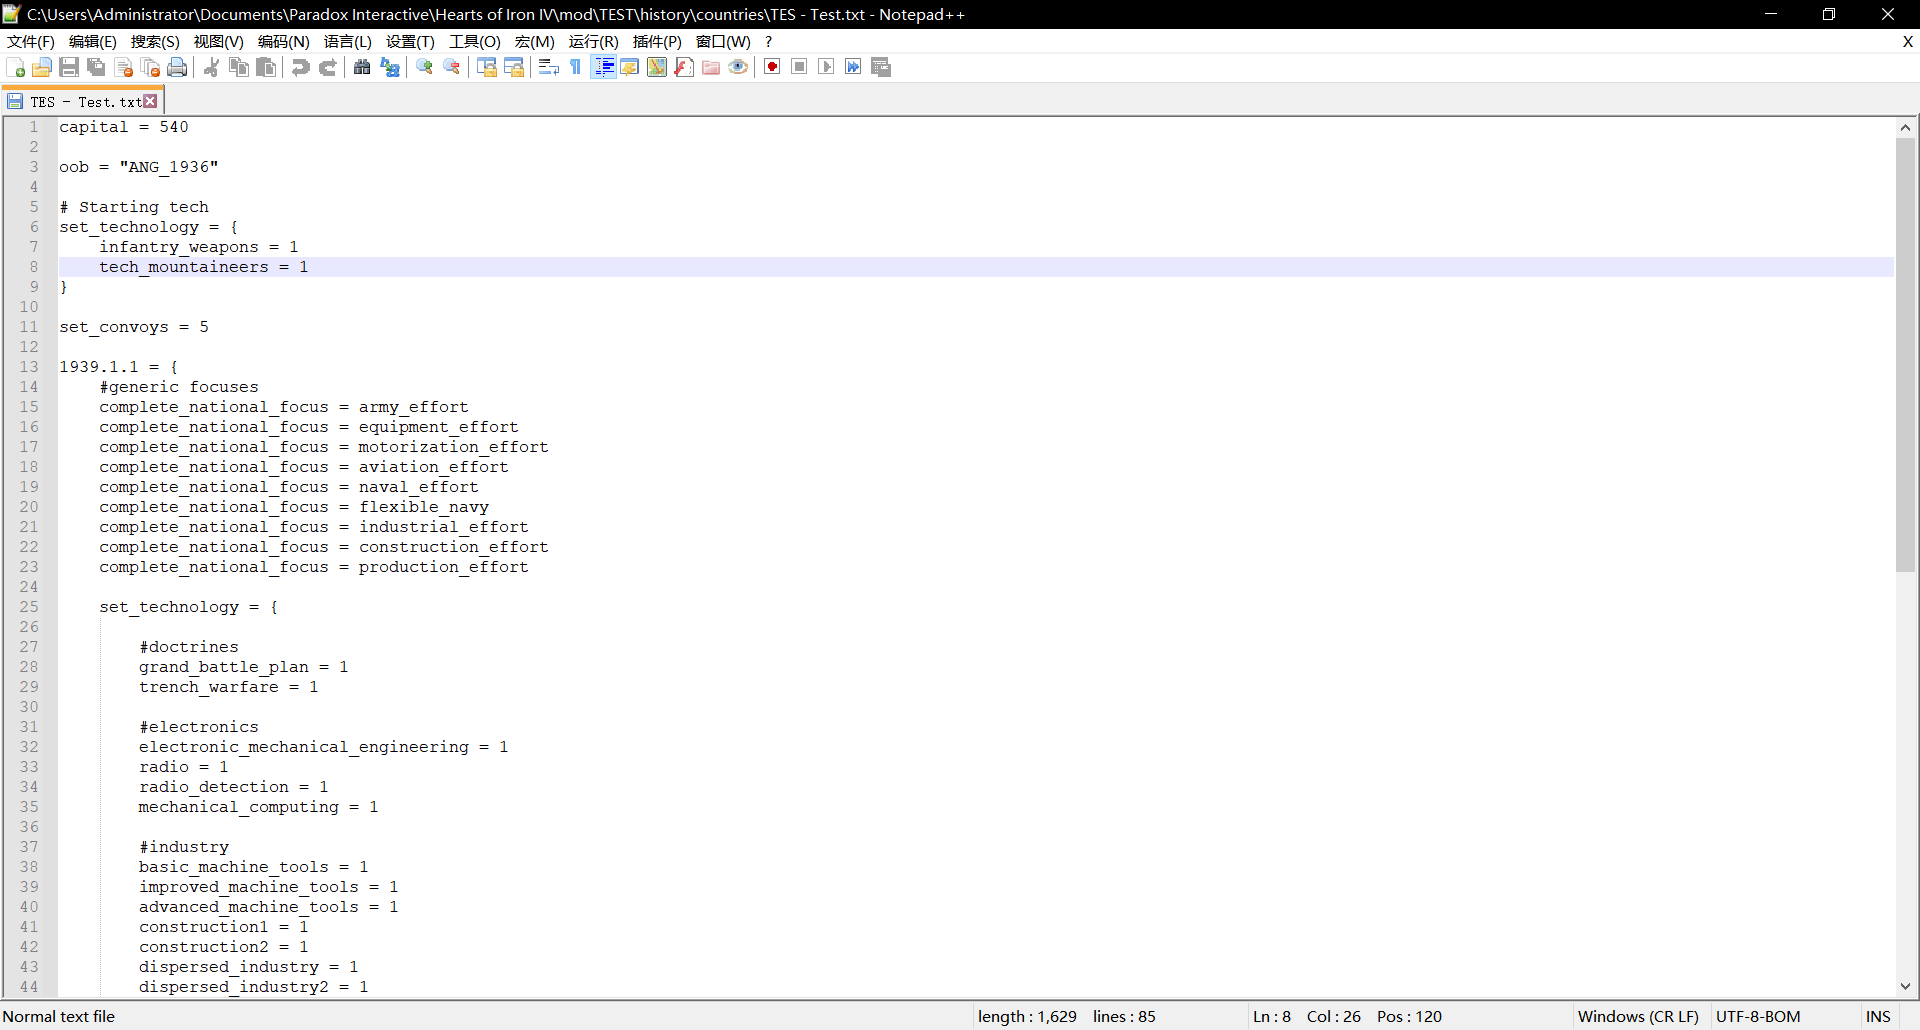 C:\Users\Administrator\Documents\Paradox Interactive\Hearts of Iron IV\mod\TEST\history\countries\TES - Test.txt - Notepad++
文件(F) 编辑(E) 搜索(S) 视图(V) 编码(N) 语言(L) 设置(T) 工具(O) 宏(M) 运行(R) 插件(P) 窗口(W) ? X
TES - Test.txt
1 capital = 540
2
3 oob = "ANG_1936"
4
5 # Starting tech
6 set_technology = {
7 infantry_weapons = 1
8 tech_mountaineers = 1
9 }
10
11 set_convoys = 5
12
13 1939.1.1 = {
14 #generic focuses
15 complete_national_focus = army_effort
16 complete_national_focus = equipment_effort
17 complete_national_focus = motorization_effort
18 complete_national_focus = aviation_effort
19 complete_national_focus = naval_effort
20 complete_national_focus = flexible_navy
21 complete_national_focus = industrial_effort
22 complete_national_focus = construction_effort
23 complete_national_focus = production_effort
24
25 set_technology = {
26
27 #doctrines
28 grand_battle_plan = 1
29 trench_warfare = 1
30
31 #electronics
32 electronic_mechanical_engineering = 1
33 radio = 1
34 radio_detection = 1
35 mechanical_computing = 1
36
37 #industry
38 basic_machine_tools = 1
39 improved_machine_tools = 1
40 advanced_machine_tools = 1
41 construction1 = 1
42 construction2 = 1
43 dispersed_industry = 1
44 dispersed_industry2 = 1
Normal text file length : 1,629 lines : 85 Ln : 8 Col : 26 Pos : 120 Windows (CR LF) UTF-8-BOM INS